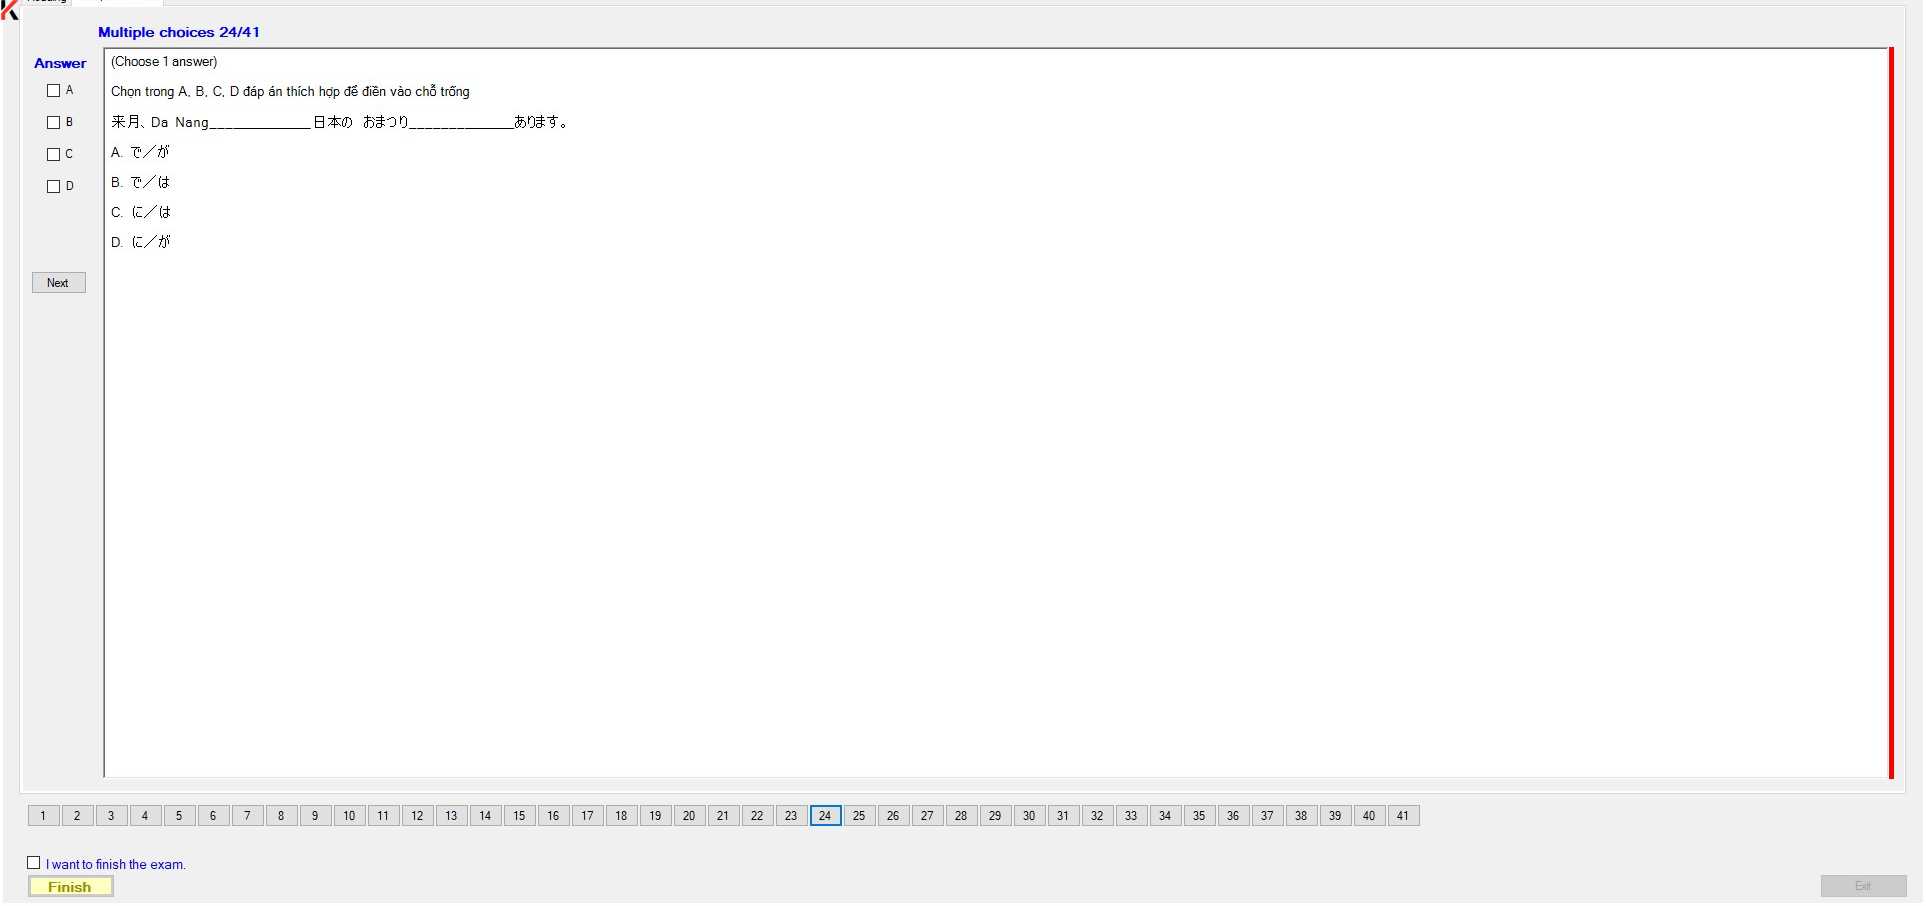 Multiple choices 24/41
Answer
(Choose 1 answer)
A
Chọn trong A, B, C, D đáp án thích hợp để điền vào chỗ trống
B
来月、Da Nang______________日本の おまつり______________あります。
C
A. で／が
D
B. で／は
C. に／は
D. に／が
Next
1 2 3 4 5 6 7 8 9 10 11 12 13 14 15 16 17 18 19 20 21 22 23 24 25 26 27 28 29 30 31 32 33 34 35 36 37 38 39 40 41
I want to finish the exam.
Finish
Exit